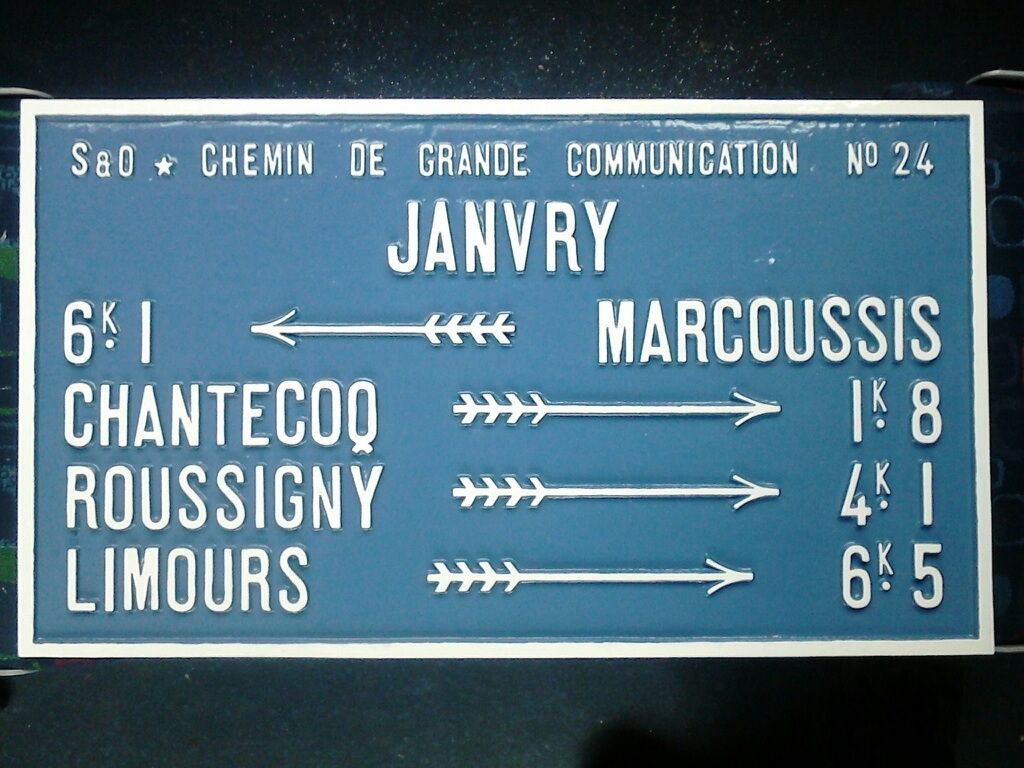 S&O ★ CHEMIN DE GRANDE COMMUNICATION Nº 24
JANVRY
6K.1 MARCOUSSIS
CHANTECOQ 1K.8
ROUSSIGNY 4K.1
LIMOURS 6K.5